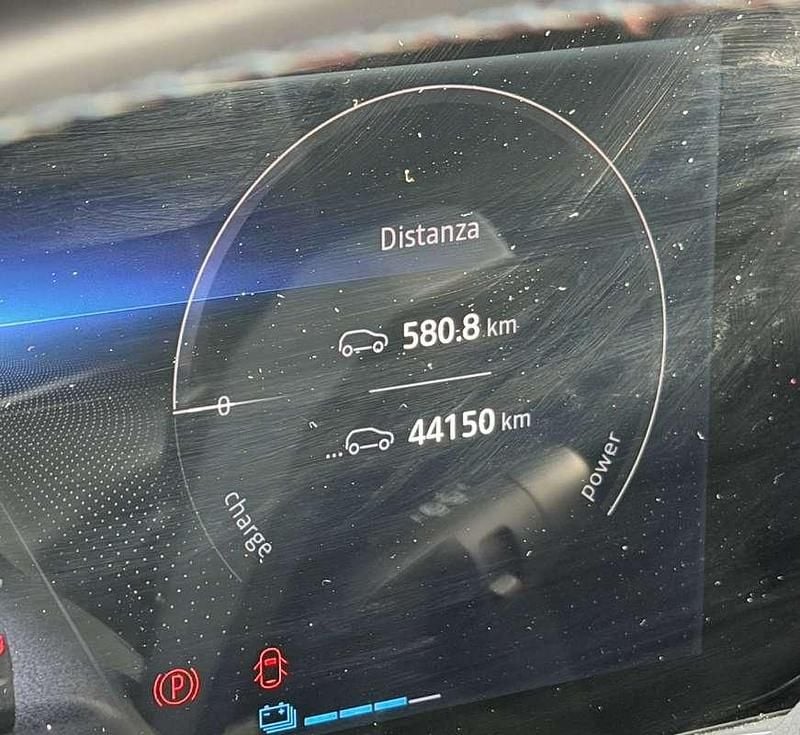 Distanza
580.8 km
0
... 44150 km
charge
power
P